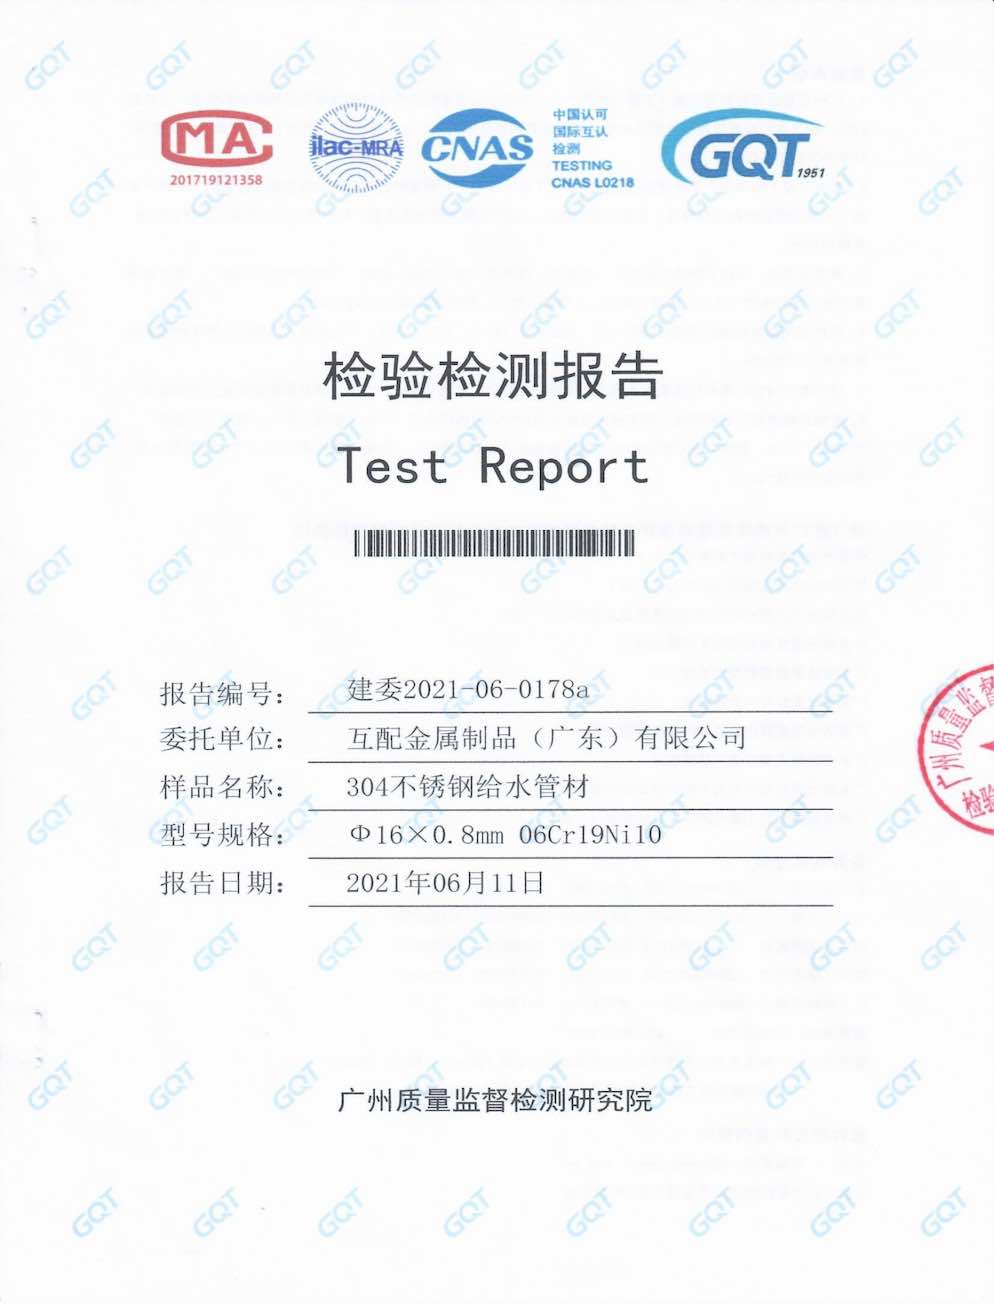 MA
201719121358
ilac-MRA
CNAS
中国认可
国际互认
检测
TESTING
CNAS L0218
GQT
1951
检验检测报告
Test Report
报告编号： 建委2021-06-0178a
委托单位： 互配金属制品（广东）有限公司
样品名称： 304不锈钢给水管材
型号规格： Φ16×0.8mm 06Cr19Ni10
报告日期： 2021年06月11日
广州质量监督
检验
广州质量监督检测研究院